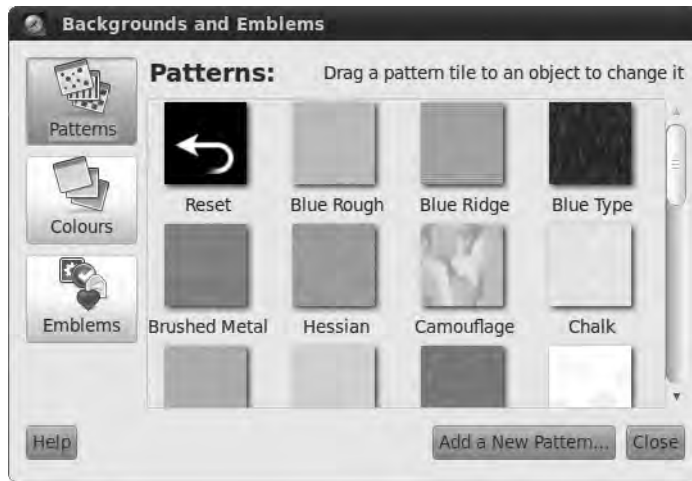 Backgrounds and Emblems
Patterns: Drag a pattern tile to an object to change it
Patterns
Colours
Emblems
Reset Blue Rough Blue Ridge Blue Type
Brushed Metal Hessian Camouflage Chalk
Help Add a New Pattern... Close